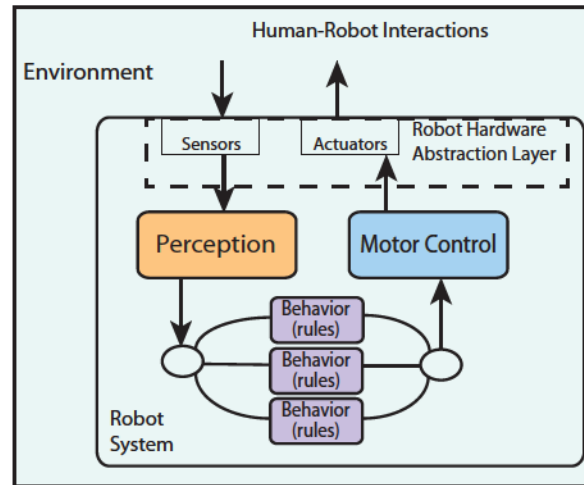 Human-Robot Interactions
Environment
Sensors
Actuators
Robot Hardware
Abstraction Layer
Perception
Motor Control
Behavior
(rules)
Behavior
(rules)
Behavior
(rules)
Robot
System